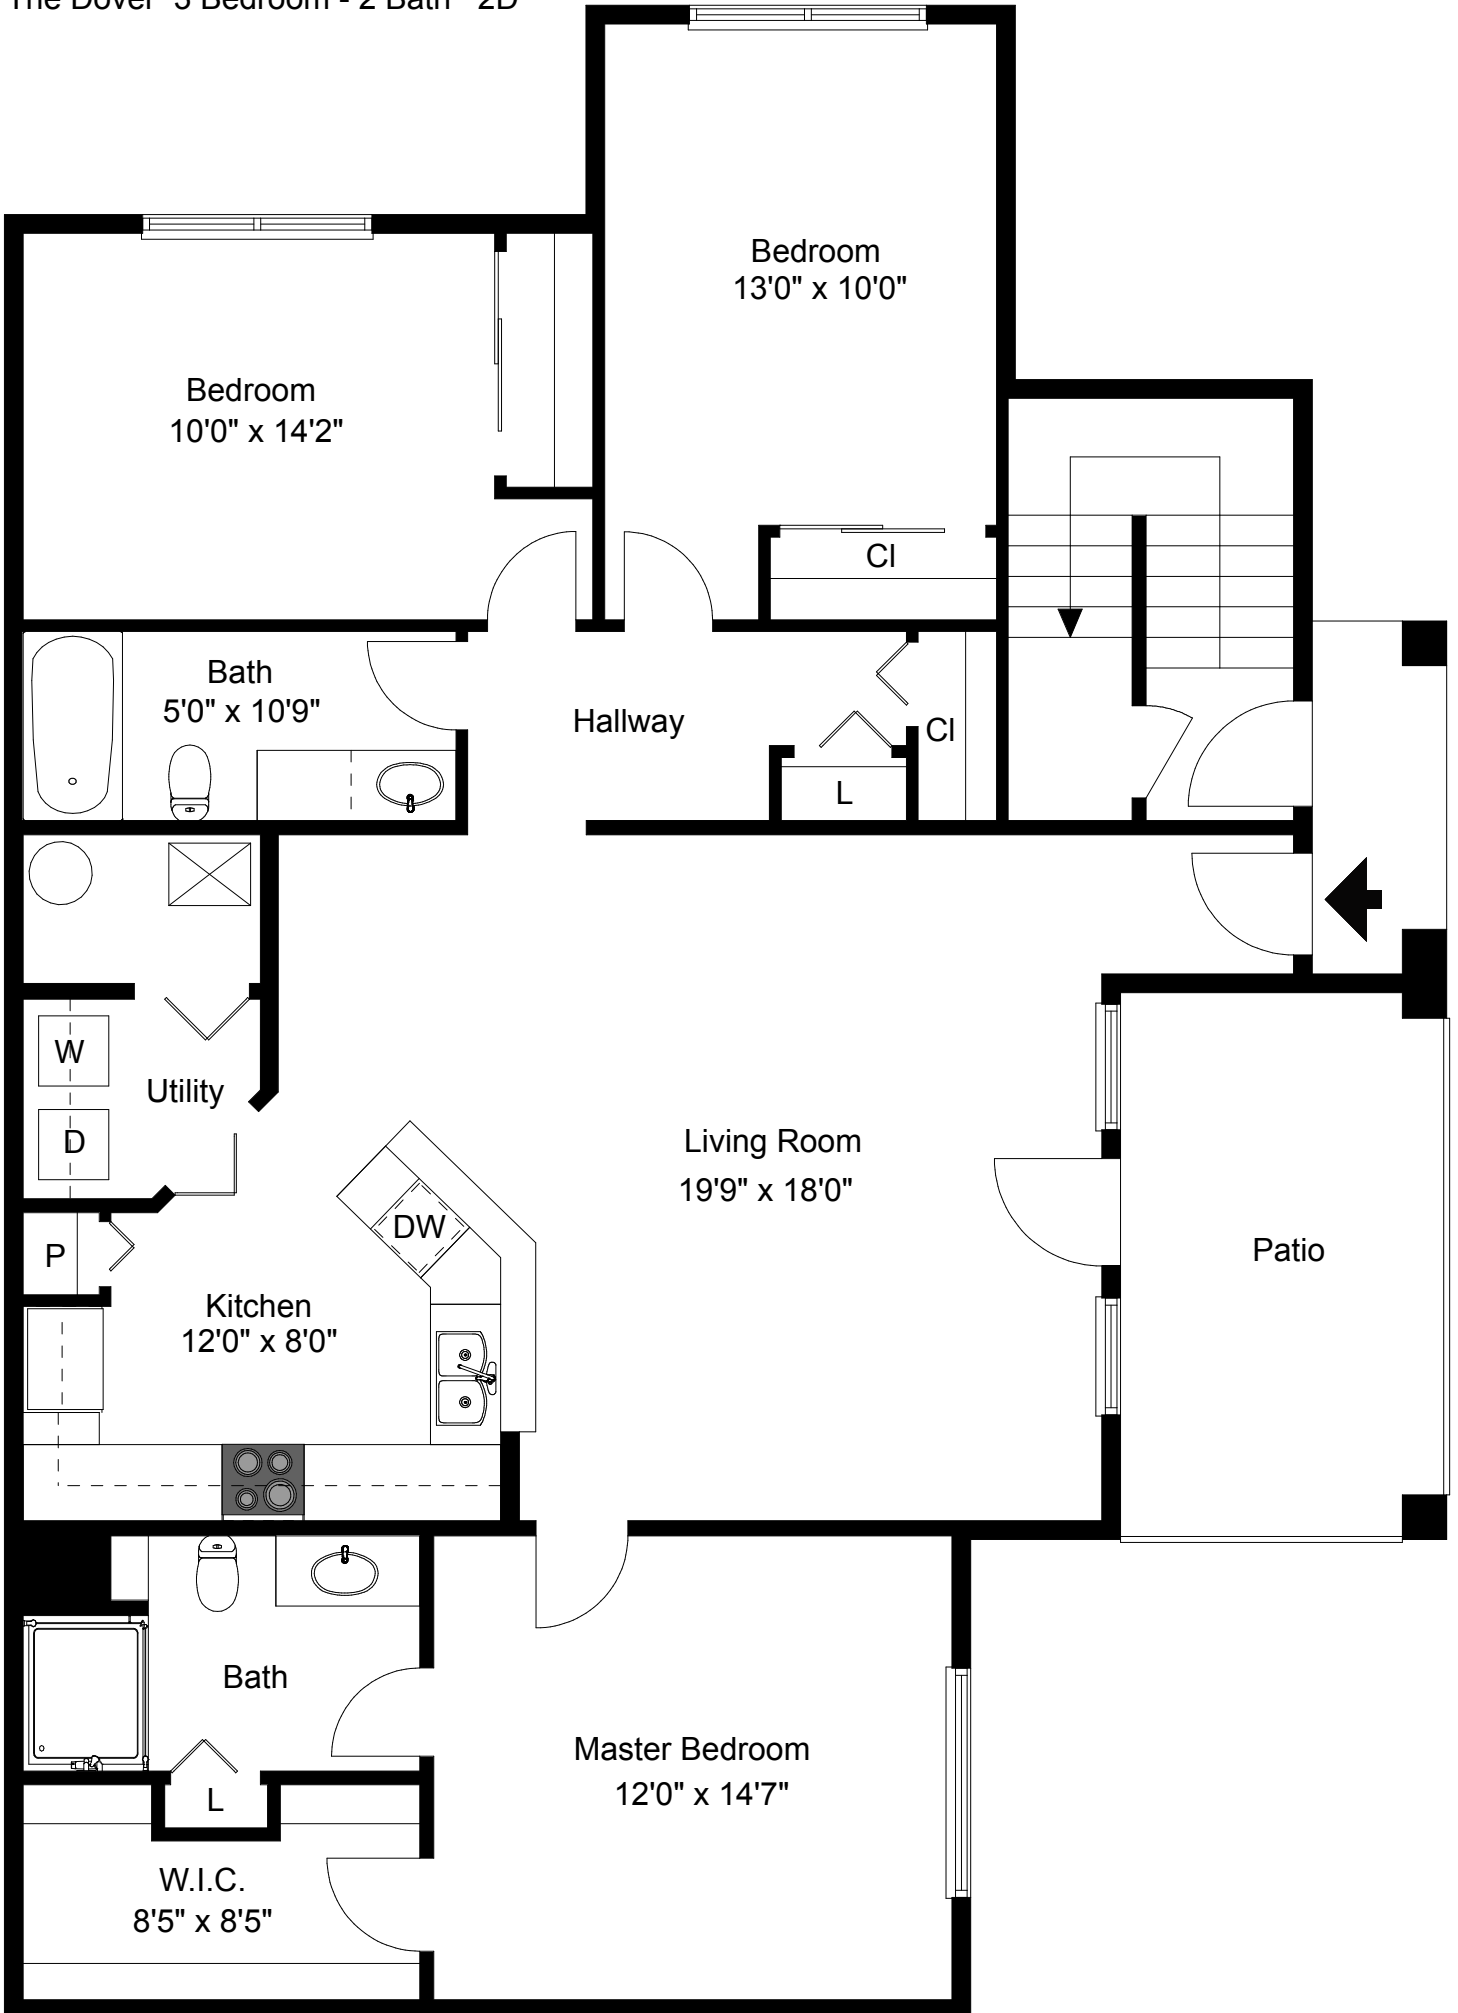 The Dover 3 Bedroom - 2 Bath 2D
Bedroom
13'0" x 10'0"
Bedroom
10'0" x 14'2"
Cl
Bath
5'0" x 10'9"
Hallway
Cl
L
W
Utility
D
Living Room
19'9" x 18'0"
DW
P
Patio
Kitchen
12'0" x 8'0"
Bath
Master Bedroom
12'0" x 14'7"
L
W.I.C.
8'5" x 8'5"